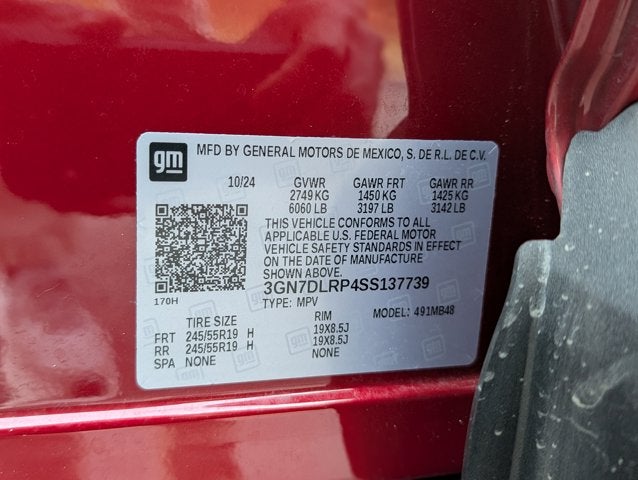 gm MFD BY GENERAL MOTORS DE MEXICO, S. DE R.L. DE C.V.
10/24 GVWR GAWR FRT GAWR RR
2749 KG 1450 KG 1425 KG
6060 LB 3197 LB 3142 LB
THIS VEHICLE CONFORMS TO ALL
APPLICABLE U.S. FEDERAL MOTOR
VEHICLE SAFETY STANDARDS IN EFFECT
ON THE DATE OF MANUFACTURE
SHOWN ABOVE.
3GN7DLRP4SS137739
170H TYPE: MPV MODEL: 491MB48
TIRE SIZE RIM
FRT 245/55R19 H 19X8.5J
RR 245/55R19 H 19X8.5J
SPA NONE NONE